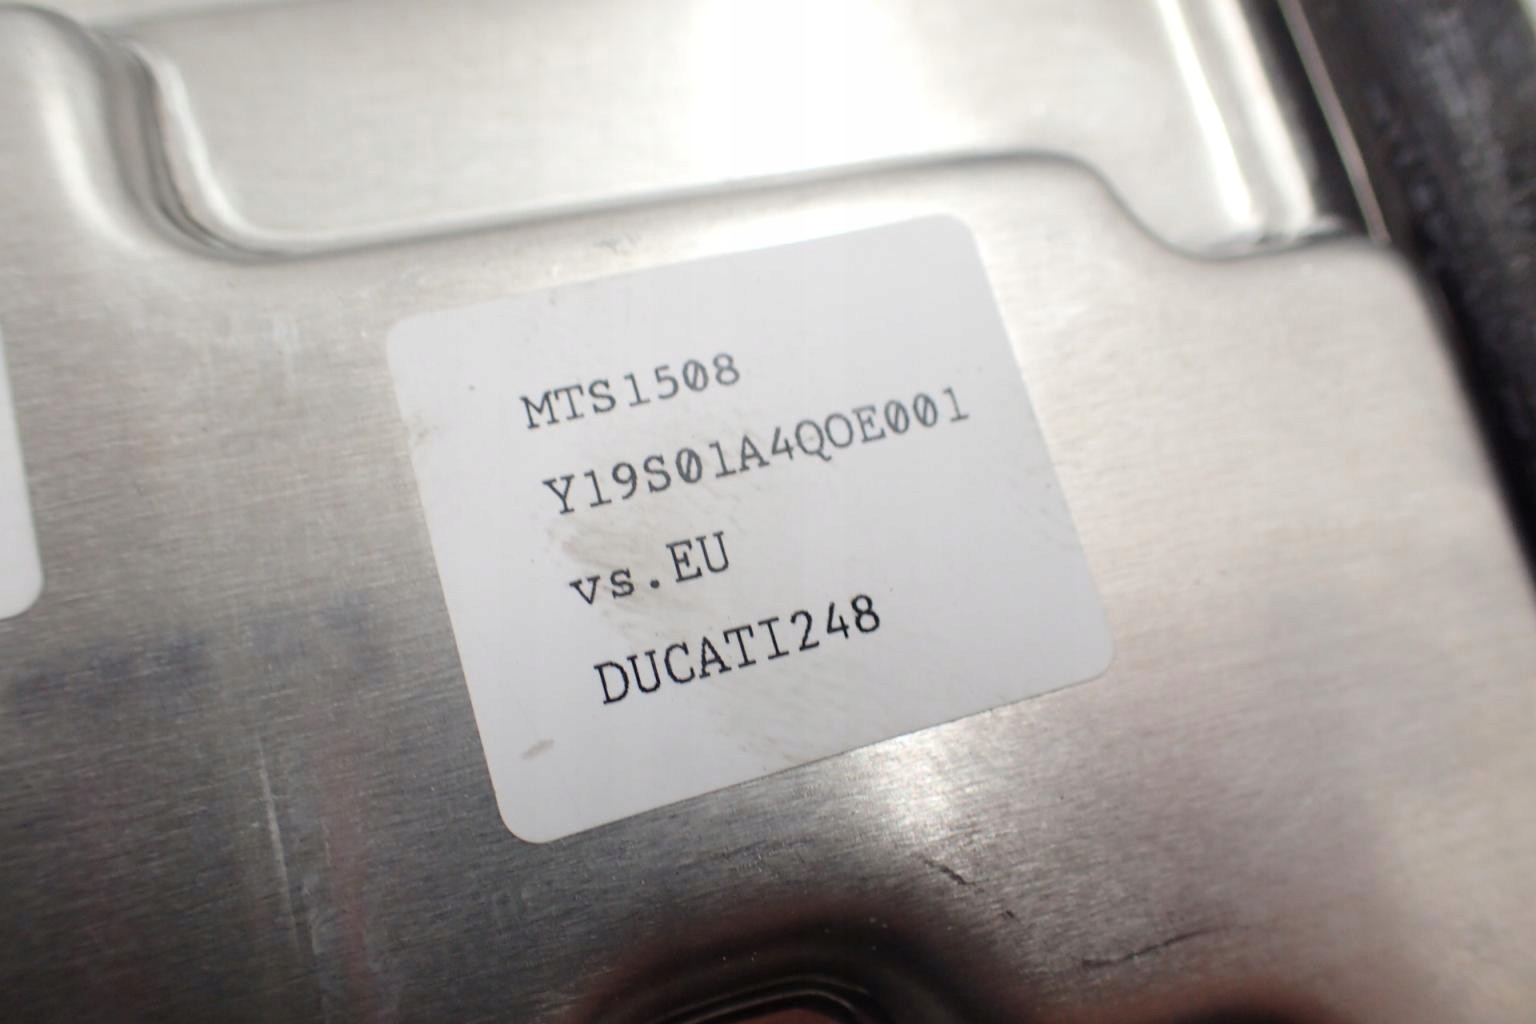 MTS1508
Y19S01A4QOE001
vs.EU
DUCATI248